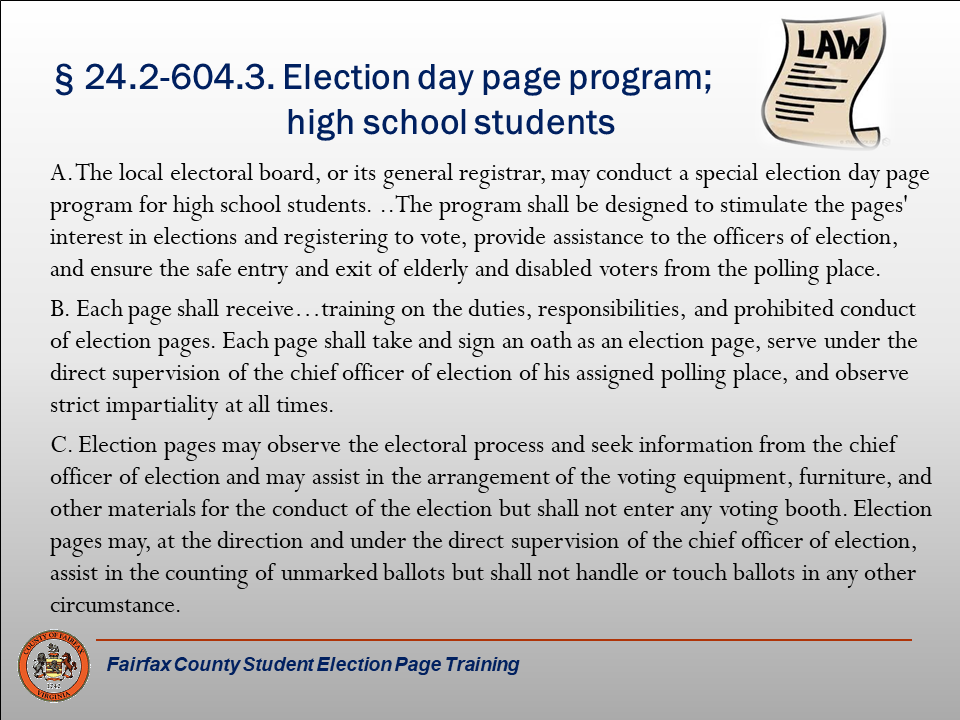 LAW
§ 24.2-604.3. Election day page program;
high school students
A. The local electoral board, or its general registrar, may conduct a special election day page
program for high school students. …The program shall be designed to stimulate the pages'
interest in elections and registering to vote, provide assistance to the officers of election,
and ensure the safe entry and exit of elderly and disabled voters from the polling place.
B. Each page shall receive…training on the duties, responsibilities, and prohibited conduct
of election pages. Each page shall take and sign an oath as an election page, serve under the
direct supervision of the chief officer of election of his assigned polling place, and observe
strict impartiality at all times.
C. Election pages may observe the electoral process and seek information from the chief
officer of election and may assist in the arrangement of the voting equipment, furniture, and
other materials for the conduct of the election but shall not enter any voting booth. Election
pages may, at the direction and under the direct supervision of the chief officer of election,
assist in the counting of unmarked ballots but shall not handle or touch ballots in any other
circumstance.
COUNTY OF FAIRFAX
1742
VIRGINIA
Fairfax County Student Election Page Training